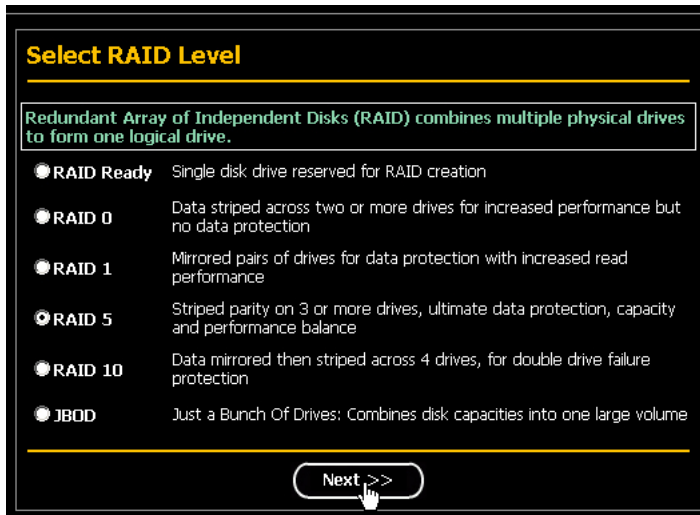 Select RAID Level
Redundant Array of Independent Disks (RAID) combines multiple physical drives
to form one logical drive.
RAID Ready Single disk drive reserved for RAID creation
RAID 0 Data striped across two or more drives for increased performance but
no data protection
RAID 1 Mirrored pairs of drives for data protection with increased read
performance
RAID 5 Striped parity on 3 or more drives, ultimate data protection, capacity
and performance balance
RAID 10 Data mirrored then striped across 4 drives, for double drive failure
protection
JBOD Just a Bunch Of Drives: Combines disk capacities into one large volume
Next >>